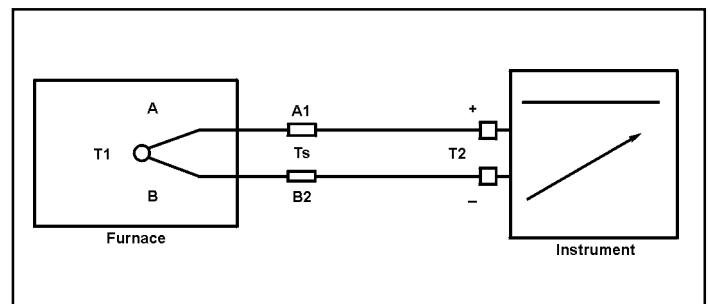 A
A1
+
T1
Ts
T2
B
B2
–
Furnace
Instrument